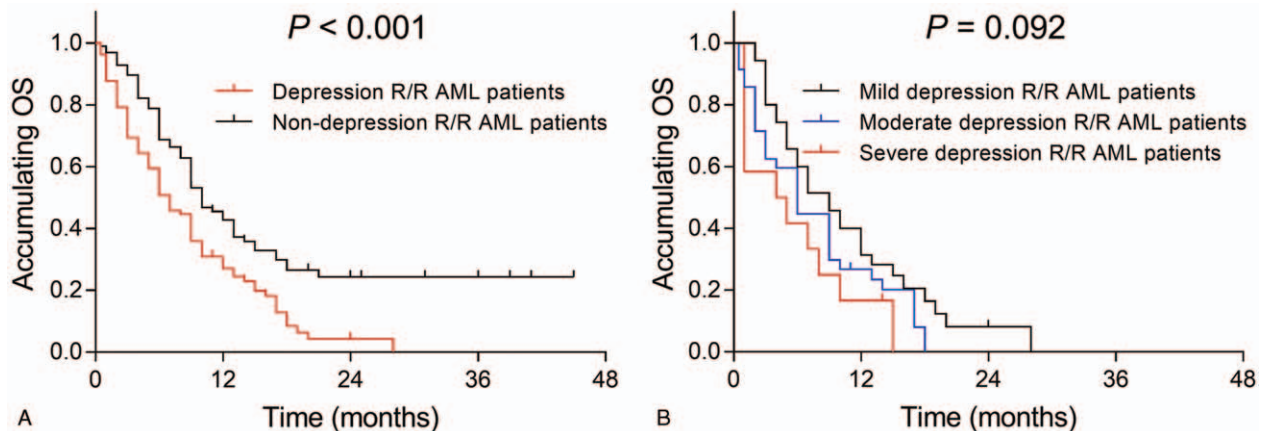 P < 0.001
1.0
0.8
0.6
0.4
0.2
0.0
Accumulating OS
Depression R/R AML patients
Non-depression R/R AML patients
0
12
24
36
48
Time (months)
A
P = 0.092
1.0
0.8
0.6
0.4
0.2
0.0
Accumulating OS
Mild depression R/R AML patients
Moderate depression R/R AML patients
Severe depression R/R AML patients
0
12
24
36
48
Time (months)
B